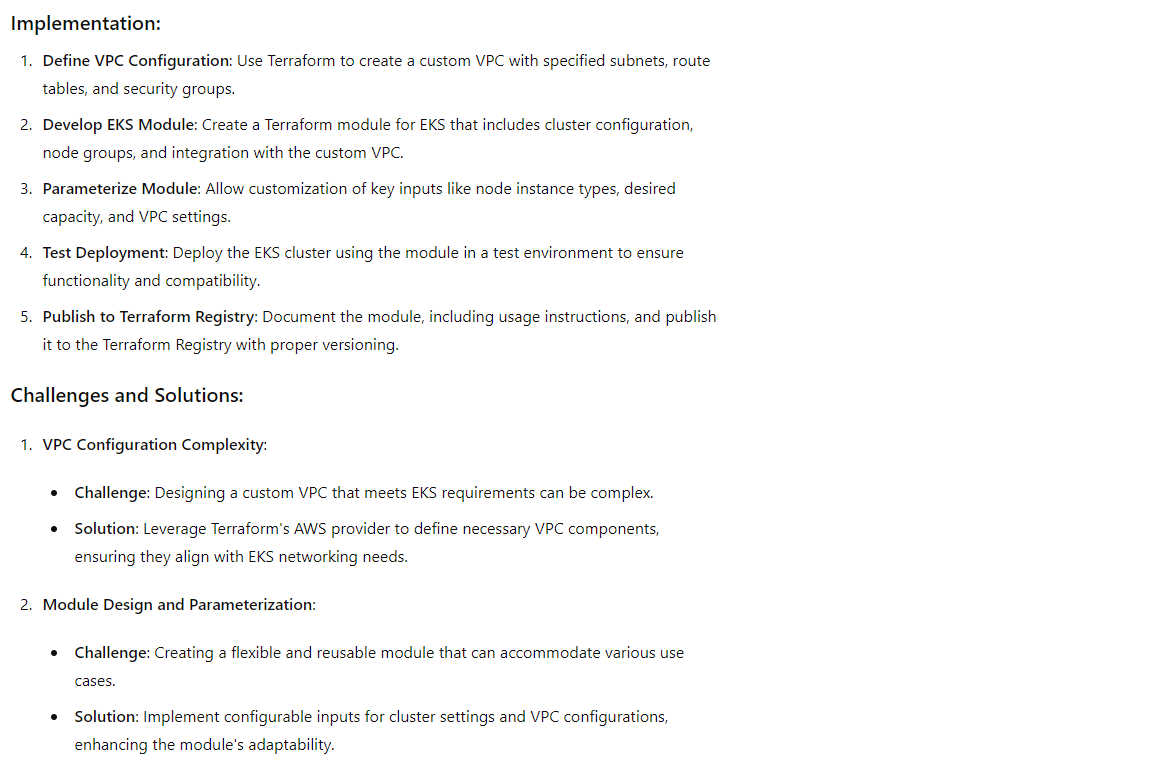 Implementation:
1. Define VPC Configuration: Use Terraform to create a custom VPC with specified subnets, route
tables, and security groups.
2. Develop EKS Module: Create a Terraform module for EKS that includes cluster configuration,
node groups, and integration with the custom VPC.
3. Parameterize Module: Allow customization of key inputs like node instance types, desired
capacity, and VPC settings.
4. Test Deployment: Deploy the EKS cluster using the module in a test environment to ensure
functionality and compatibility.
5. Publish to Terraform Registry: Document the module, including usage instructions, and publish
it to the Terraform Registry with proper versioning.
Challenges and Solutions:
1. VPC Configuration Complexity:
• Challenge: Designing a custom VPC that meets EKS requirements can be complex.
• Solution: Leverage Terraform's AWS provider to define necessary VPC components,
ensuring they align with EKS networking needs.
2. Module Design and Parameterization:
• Challenge: Creating a flexible and reusable module that can accommodate various use
cases.
• Solution: Implement configurable inputs for cluster settings and VPC configurations,
enhancing the module's adaptability.